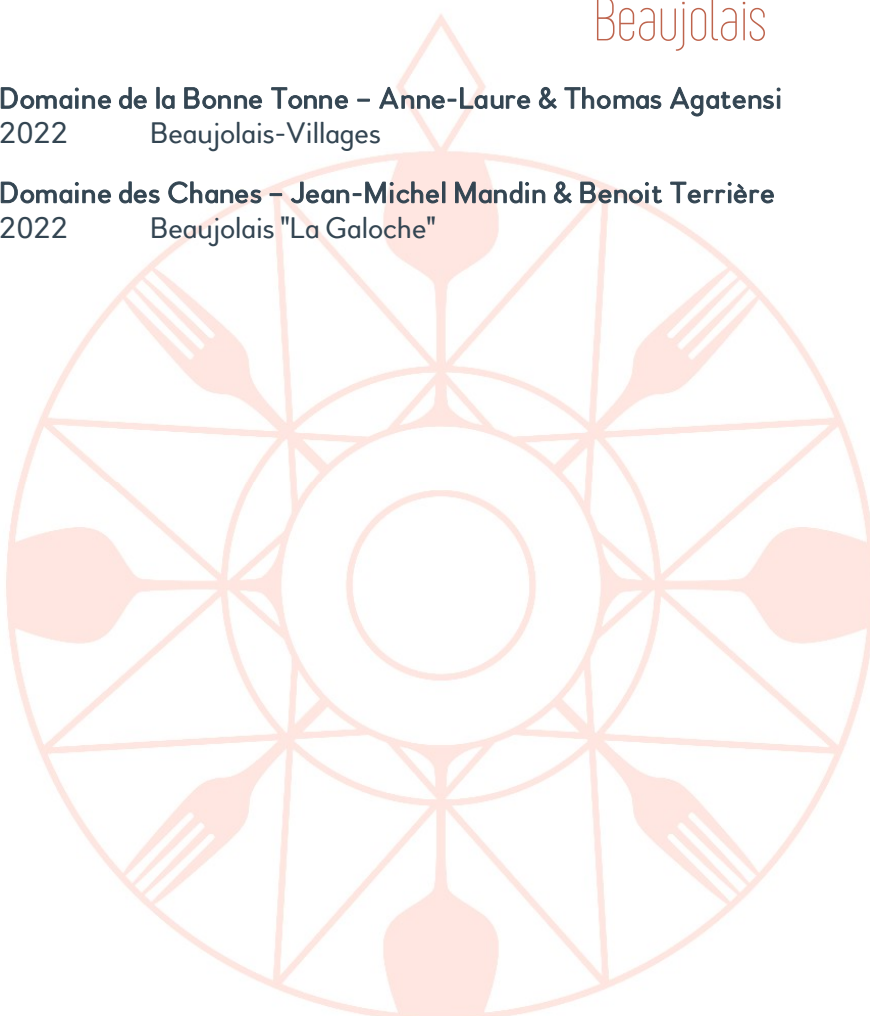 Beaujolais
Domaine de la Bonne Tonne – Anne-Laure & Thomas Agatensi
2022 Beaujolais-Villages
Domaine des Chanes – Jean-Michel Mandin & Benoit Terrière
2022 Beaujolais "La Galoche"